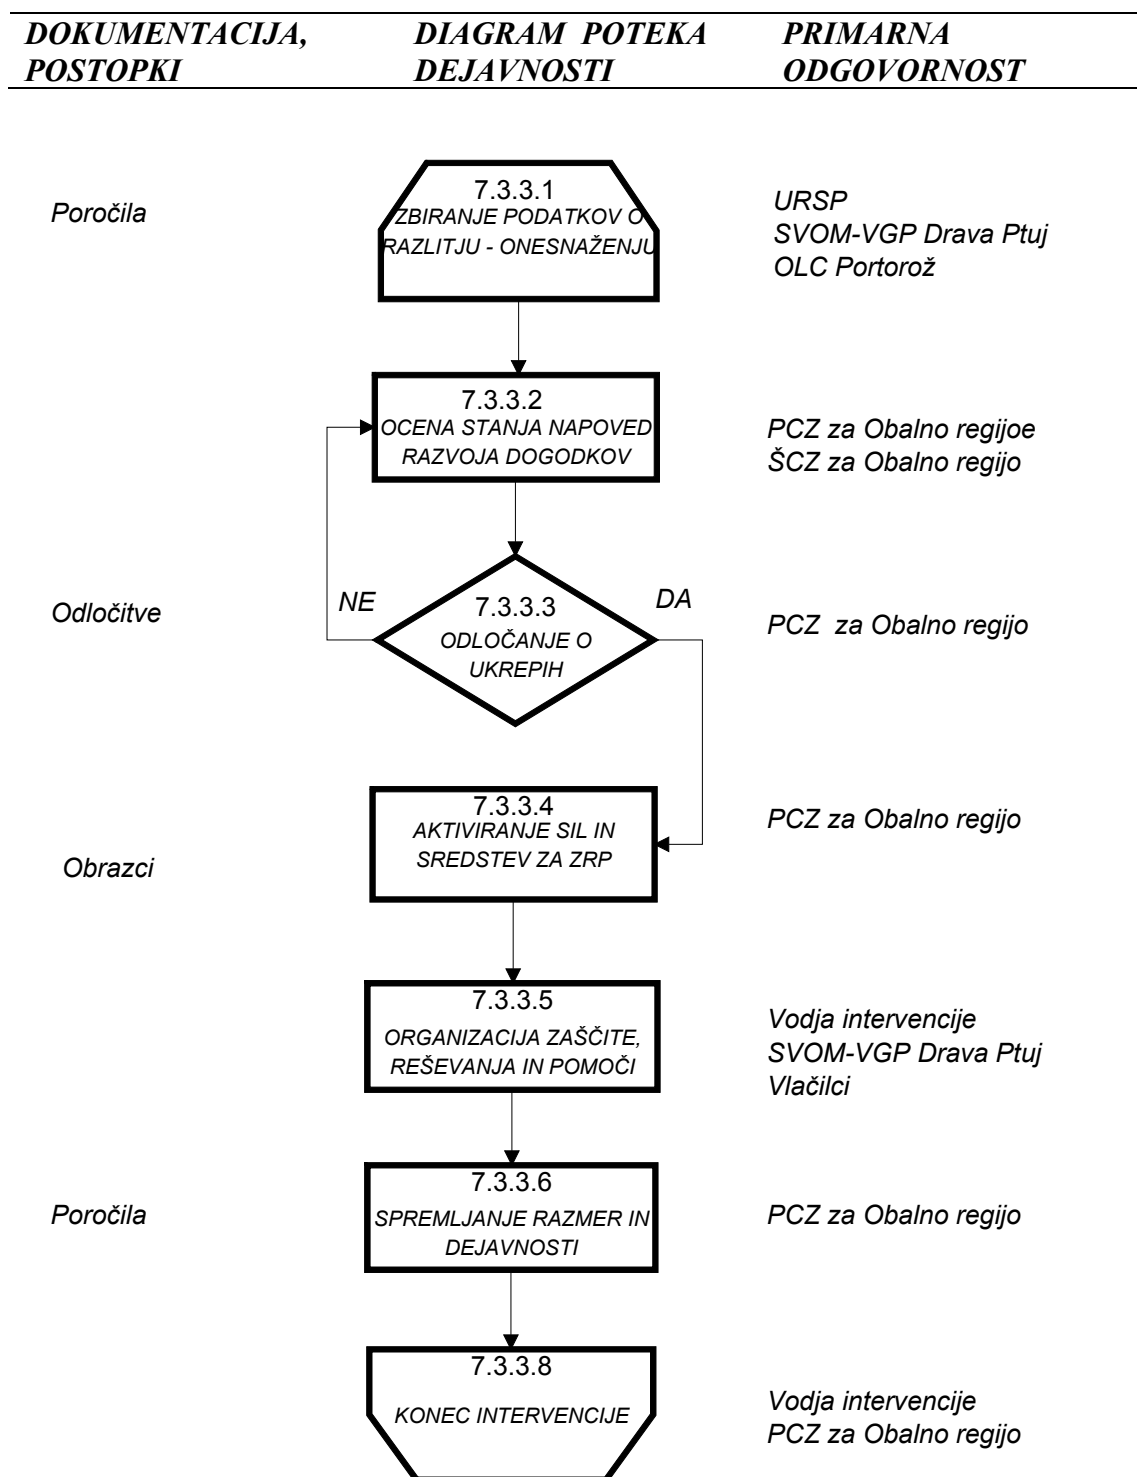 DOKUMENTACIJA, DIAGRAM POTEKA PRIMARNA
POSTOPKI DEJAVNOSTI ODGOVORNOST
Poročila
7.3.3.1
ZBIRANJE PODATKOV O
RAZLITJU - ONESNAŽENJU
URSP
SVOM-VGP Drava Ptuj
OLC Portorož
7.3.3.2
OCENA STANJA NAPOVED
RAZVOJA DOGODKOV
PCZ za Obalno regijoe
ŠCZ za Obalno regijo
Odločitve
NE
7.3.3.3
ODLOČANJE O
UKREPIH
DA
PCZ za Obalno regijo
Obrazci
7.3.3.4
AKTIVIRANJE SIL IN
SREDSTEV ZA ZRP
PCZ za Obalno regijo
7.3.3.5
ORGANIZACIJA ZAŠČITE,
REŠEVANJA IN POMOČI
Vodja intervencije
SVOM-VGP Drava Ptuj
Vlačilci
Poročila
7.3.3.6
SPREMLJANJE RAZMER IN
DEJAVNOSTI
PCZ za Obalno regijo
7.3.3.8
KONEC INTERVENCIJE
Vodja intervencije
PCZ za Obalno regijo